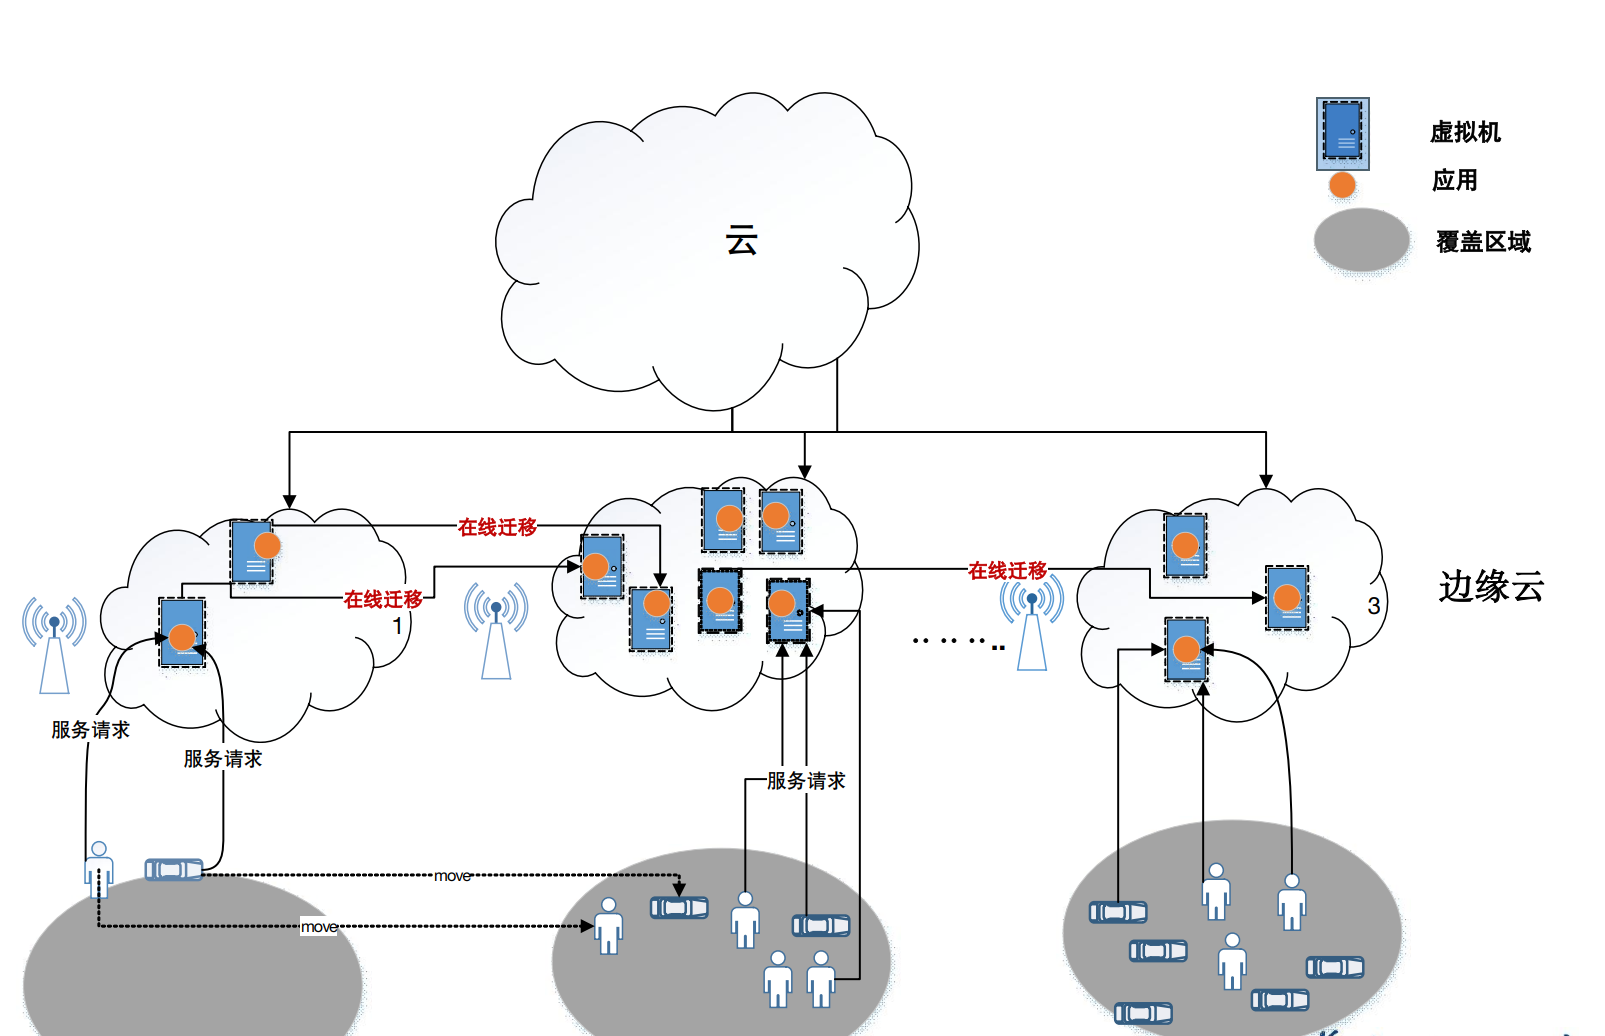 虚拟机
应用
云
覆盖区域
在线迁移
在线迁移
边缘云
在线迁移
3
1
.. .. ....
服务请求
服务请求
服务请求
move
move